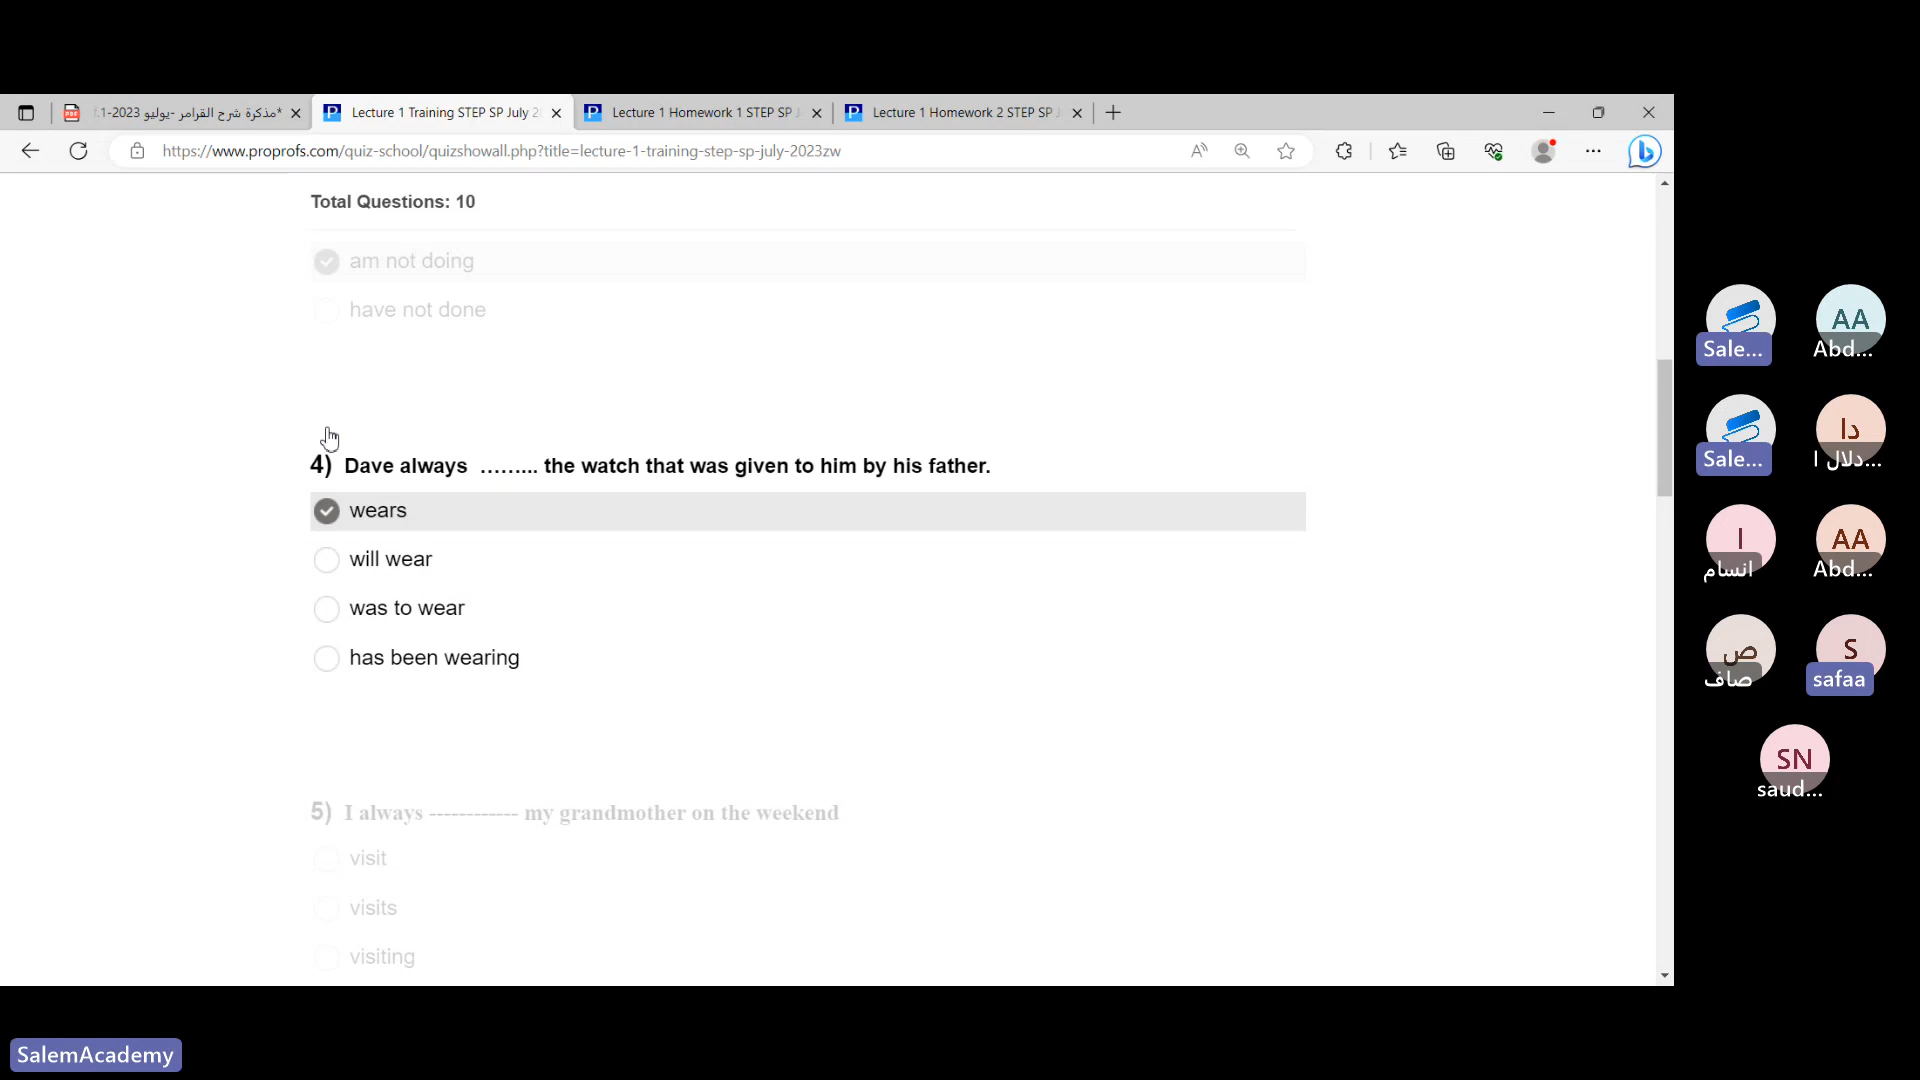 *مذكرة شرح القرامر -يوليو 2023-1.
Lecture 1 Training STEP SP July 2
Lecture 1 Homework 1 STEP SP J
Lecture 1 Homework 2 STEP SP J
https://www.proprofs.com/quiz-school/quizshowall.php?title=lecture-1-training-step-sp-july-2023zw
Total Questions: 10
am not doing
have not done
4) Dave always …….... the watch that was given to him by his father.
wears
will wear
was to wear
has been wearing
5) I always ------------ my grandmother on the weekend
visit
visits
visiting
Sale...
AA
Abd...
Sale...
دا
دلال ا...
ا
انسام
AA
Abd...
ص
صاف
S
safaa
SN
saud...
SalemAcademy